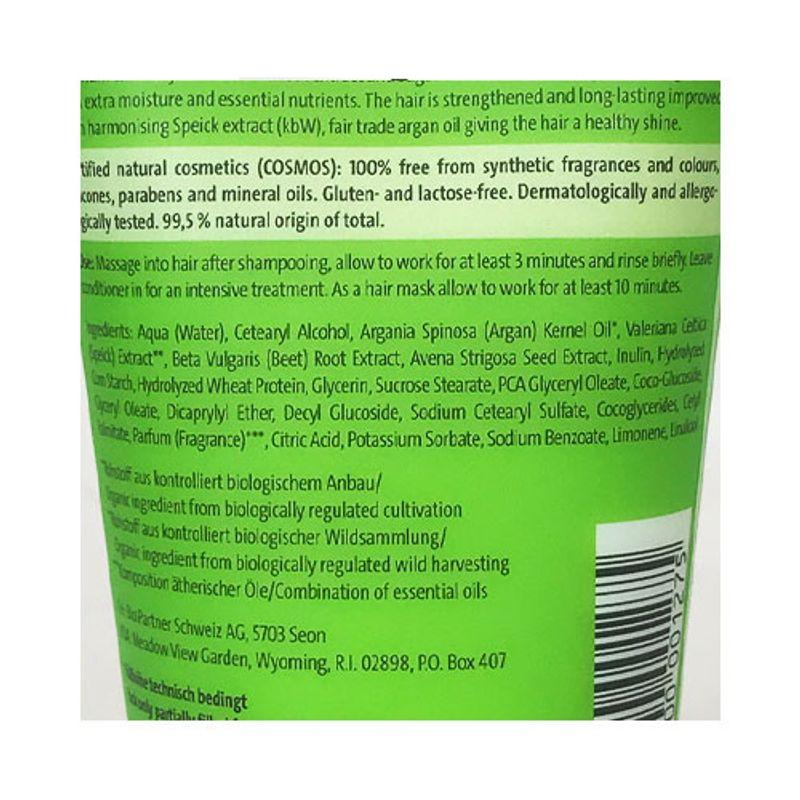 extra moisture and essential nutrients. The hair is strengthened and long-lasting improved
harmonising Speick extract (kbW), fair trade argan oil giving the hair a healthy shine.
tified natural cosmetics (COSMOS): 100% free from synthetic fragrances and colours,
cones, parabens and mineral oils. Gluten- and lactose-free. Dermatologically and allergo-
gically tested. 99,5 % natural origin of total.
Use: Massage into hair after shampooing, allow to work for at least 3 minutes and rinse briefly. Leave
conditioner in for an intensive treatment. As a hair mask allow to work for at least 10 minutes.
Ingredients: Aqua (Water), Cetearyl Alcohol, Argania Spinosa (Argan) Kernel Oil*, Valeriana Celtica
(Speick) Extract**, Beta Vulgaris (Beet) Root Extract, Avena Strigosa Seed Extract, Inulin, Hydrolyzed
Corn Starch, Hydrolyzed Wheat Protein, Glycerin, Sucrose Stearate, PCA Glyceryl Oleate, Coco-Glucoside,
Glyceryl Oleate, Dicaprylyl Ether, Decyl Glucoside, Sodium Cetearyl Sulfate, Cocoglycerides, Cetyl
Palmitate, Parfum (Fragrance)***, Citric Acid, Potassium Sorbate, Sodium Benzoate, Limonene, Linalool
*Rohstoff aus kontrolliert biologischem Anbau/
Organic ingredient from biologically regulated cultivation
**Rohstoff aus kontrolliert biologischer Wildsammlung/
Organic ingredient from biologically regulated wild harvesting
***Komposition ätherischer Öle/Combination of essential oils
BioPartner Schweiz AG, 5703 Seon
Meadow View Garden, Wyoming, R.I. 02898, P.O. Box 407
technisch bedingt
only partially